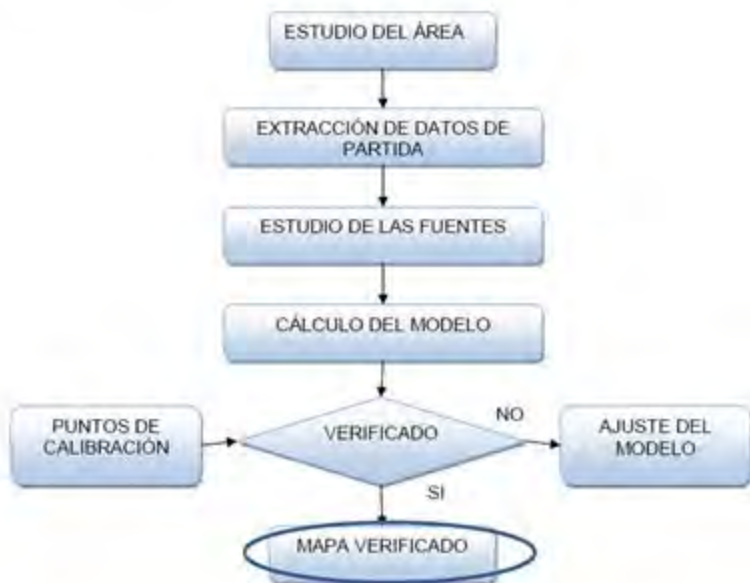 ESTUDIO DEL ÁREA
EXTRACCIÓN DE DATOS DE
PARTIDA
ESTUDIO DE LAS FUENTES
CÁLCULO DEL MODELO
PUNTOS DE
CALIBRACIÓN
VERIFICADO
NO
AJUSTE DEL
MODELO
SI
MAPA VERIFICADO